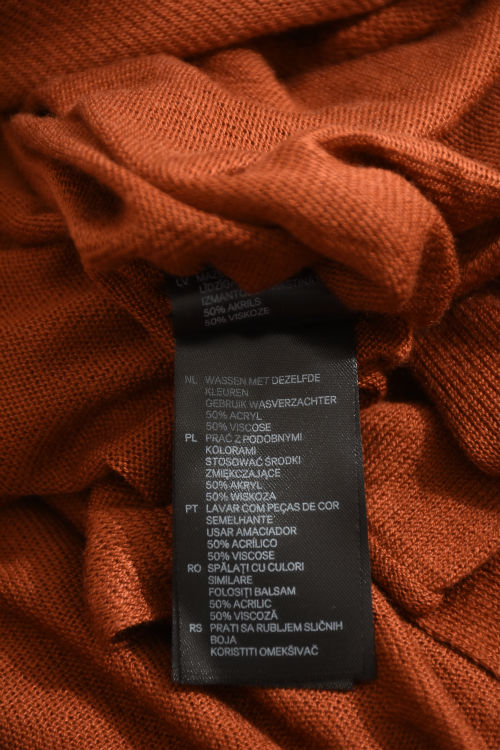 LV
LĪDZĪG
IZMANTO
50% AKRILS
50% VISKOZE
NL WASSEN MET DEZELFDE
KLEUREN
GEBRUIK WASVERZACHTER
50% ACRYL
50% VISCOSE
PL PRAĆ Z PODOBNYMI
KOLORAMI
STOSOWAĆ ŚRODKI
ZMIĘKCZAJĄCE
50% AKRYL
50% WISKOZA
PT LAVAR COM PEÇAS DE COR
SEMELHANTE
USAR AMACIADOR
50% ACRÍLICO
50% VISCOSE
RO SPĂLAȚI CU CULORI
SIMILARE
FOLOSIȚI BALSAM
50% ACRILIC
50% VISCOZĂ
RS PRATI SA RUBLJEM SLIČNIH
BOJA
KORISTITI OMEKŠIVAČ